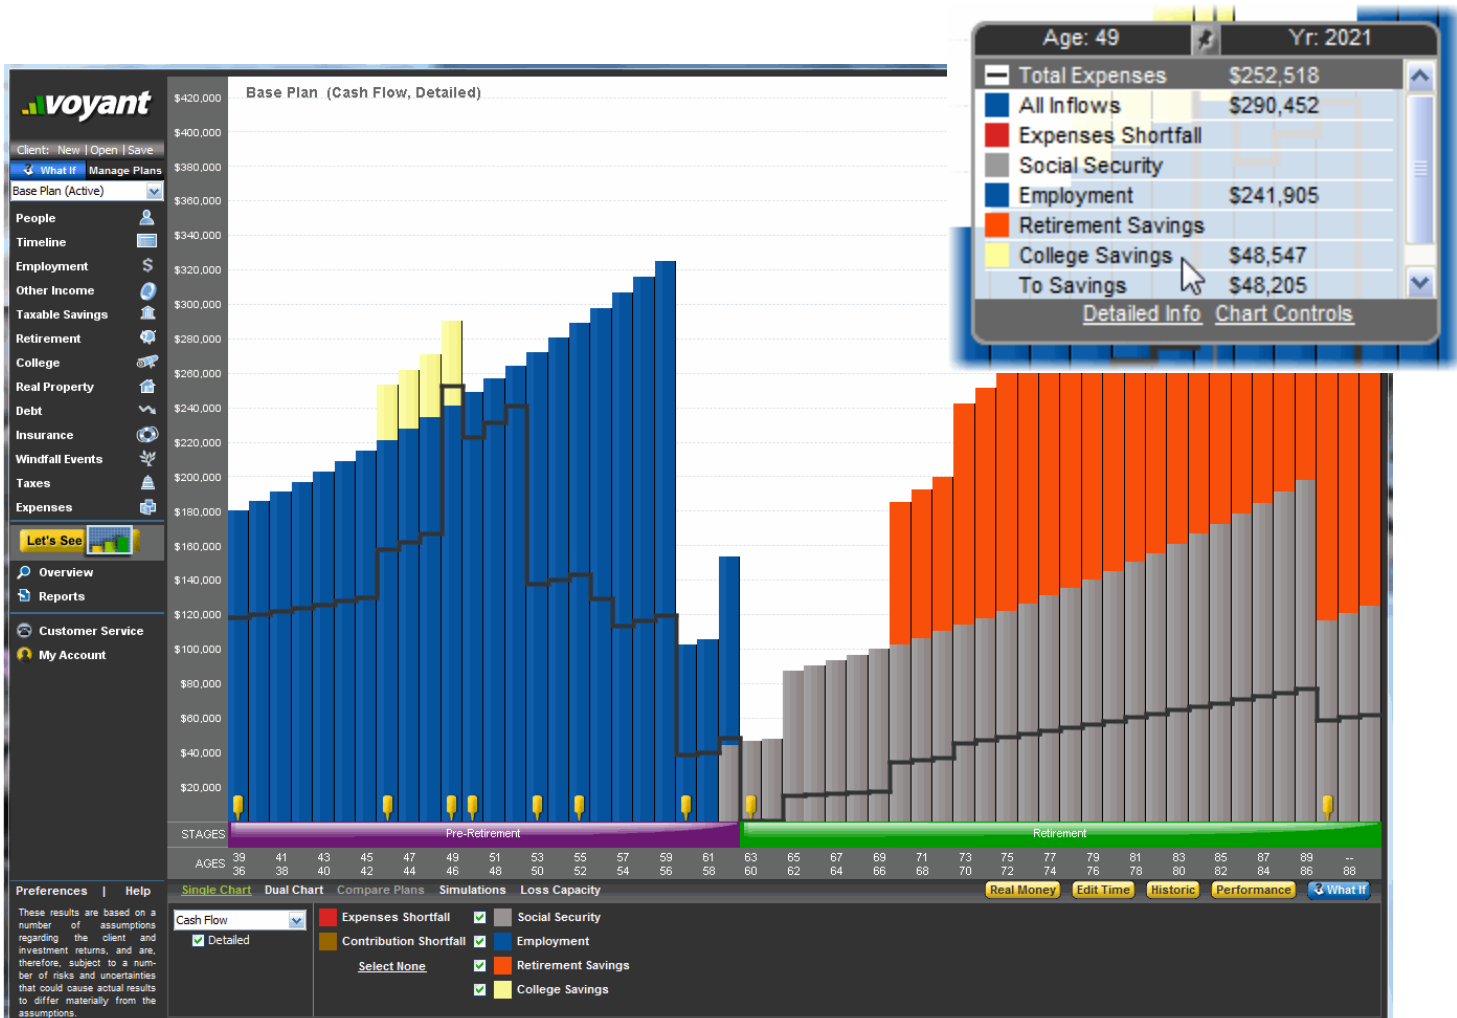 Age: 49 Yr: 2021
Total Expenses $252,518
All Inflows $290,452
Expenses Shortfall
Social Security
Employment $241,905
Retirement Savings
College Savings $48,547
To Savings $48,205
Detailed Info Chart Controls
voyant
Client: New | Open | Save
What If Manage Plans
Base Plan (Active)
People
Timeline
Employment
Other Income
Taxable Savings
Retirement
College
Real Property
Debt
Insurance
Windfall Events
Taxes
Expenses
Let's See
Overview
Reports
Customer Service
My Account
Preferences | Help
These results are based on a
number of assumptions
regarding the client and
investment returns, and are,
therefore, subject to a num-
ber of risks and uncertainties
that could cause actual results
to differ materially from the
assumptions.
Base Plan (Cash Flow, Detailed)
$420,000
$400,000
$380,000
$360,000
$340,000
$320,000
$300,000
$280,000
$260,000
$240,000
$220,000
$200,000
$180,000
$160,000
$140,000
$120,000
$100,000
$80,000
$60,000
$40,000
$20,000
STAGES Pre-Retirement Retirement
AGES 39 41 43 45 47 49 51 53 55 57 59 61 63 65 67 69 71 73 75 77 79 81 83 85 87 89 --
36 38 40 42 44 46 48 50 52 54 56 58 60 62 64 66 68 70 72 74 76 78 80 82 84 86 88
Single Chart Dual Chart Compare Plans Simulations Loss Capacity Real Money Edit Time Historic Performance What If
Cash Flow
Detailed
Expenses Shortfall
Contribution Shortfall
Select None
Social Security
Employment
Retirement Savings
College Savings